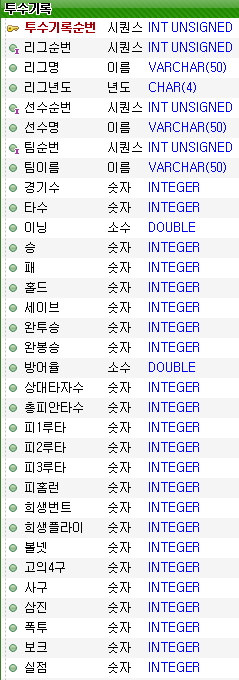 투수기록
투수기록순번 시퀀스 INT UNSIGNED
리그순번 시퀀스 INT UNSIGNED
리그명 이름 VARCHAR(50)
리그년도 년도 CHAR(4)
선수순번 시퀀스 INT UNSIGNED
선수명 이름 VARCHAR(50)
팀순번 시퀀스 INT UNSIGNED
팀이름 이름 VARCHAR(50)
경기수 숫자 INTEGER
타수 숫자 INTEGER
이닝 소수 DOUBLE
승 숫자 INTEGER
패 숫자 INTEGER
홀드 숫자 INTEGER
세이브 숫자 INTEGER
완투승 숫자 INTEGER
완봉승 숫자 INTEGER
방어율 소수 DOUBLE
상대타자수 숫자 INTEGER
총피안타수 숫자 INTEGER
피1루타 숫자 INTEGER
피2루타 숫자 INTEGER
피3루타 숫자 INTEGER
피홈런 숫자 INTEGER
희생번트 숫자 INTEGER
희생플라이 숫자 INTEGER
볼넷 숫자 INTEGER
고의4구 숫자 INTEGER
사구 숫자 INTEGER
삼진 숫자 INTEGER
폭투 숫자 INTEGER
보크 숫자 INTEGER
실점 숫자 INTEGER